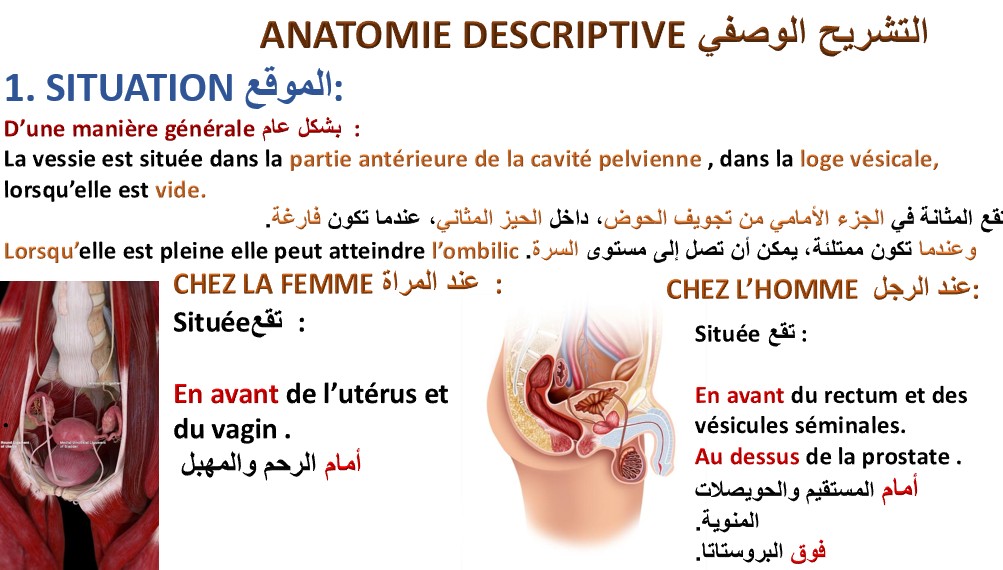 ANATOMIE DESCRIPTIVE التشريح الوصفي
1. SITUATION الموقع:
D’une manière générale بشكل عام :
La vessie est située dans la partie antérieure de la cavité pelvienne , dans la loge vésicale,
lorsqu’elle est vide.
تقع المثانة في الجزء الأمامي من تجويف الحوض، داخل الحيز المثاني، عندما تكون فارغة.
Lorsqu’elle est pleine elle peut atteindre l’ombilic وعندما تكون ممتلئة، يمكن أن تصل إلى مستوى السرة.
CHEZ LA FEMME عند المراة :
Située تقع :
En avant de l’utérus et
du vagin .
أمام الرحم والمهبل
CHEZ L’HOMME عند الرجل:
Située تقع :
En avant du rectum et des
vésicules séminales.
Au dessus de la prostate .
أمام المستقيم والحويصلات
المنوية.
فوق البروستاتا.